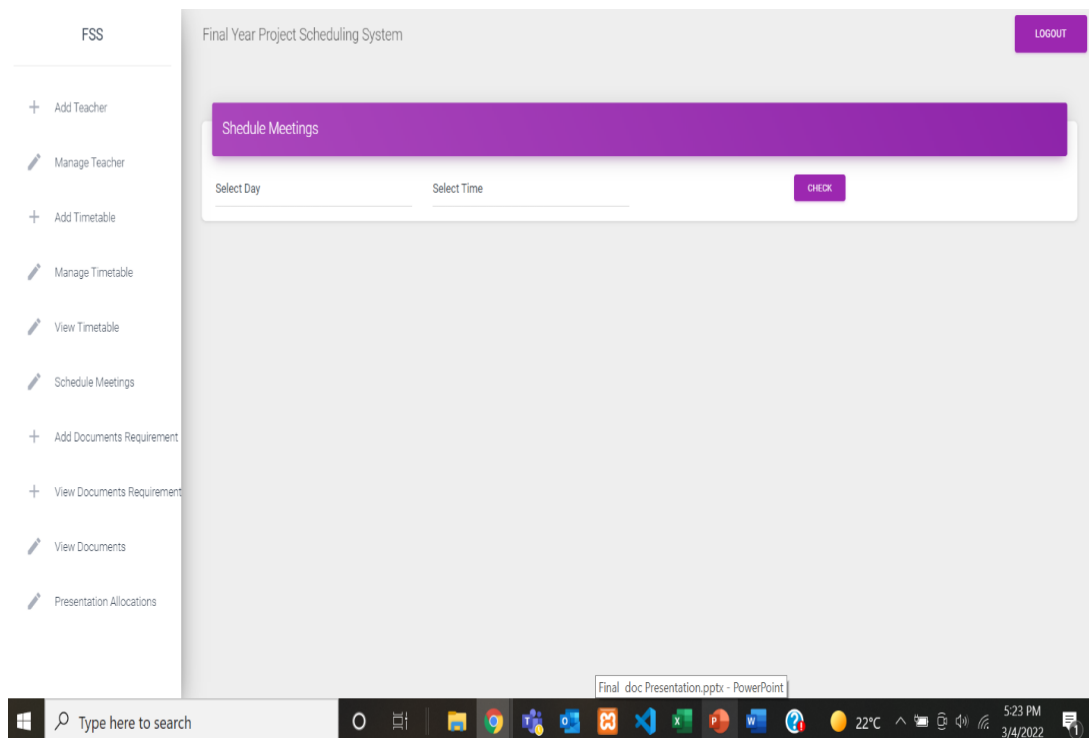 FSS
Final Year Project Scheduling System
LOGOUT
Add Teacher
Manage Teacher
Add Timetable
Manage Timetable
View Timetable
Schedule Meetings
Add Documents Requirement
View Documents Requirement
View Documents
Presentation Allocations
Shedule Meetings
Select Day
Select Time
CHECK
Final doc Presentation.pptx - PowerPoint
Type here to search
22°C
5:23 PM
3/4/2022